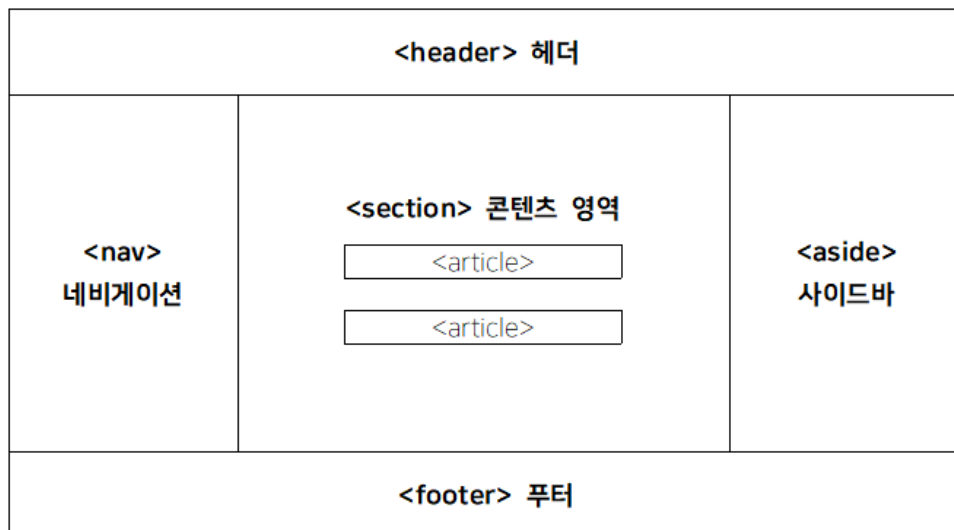 <header> 헤더
<nav>
네비게이션
<section> 콘텐츠 영역
<article>
<article>
<aside>
사이드바
<footer> 푸터